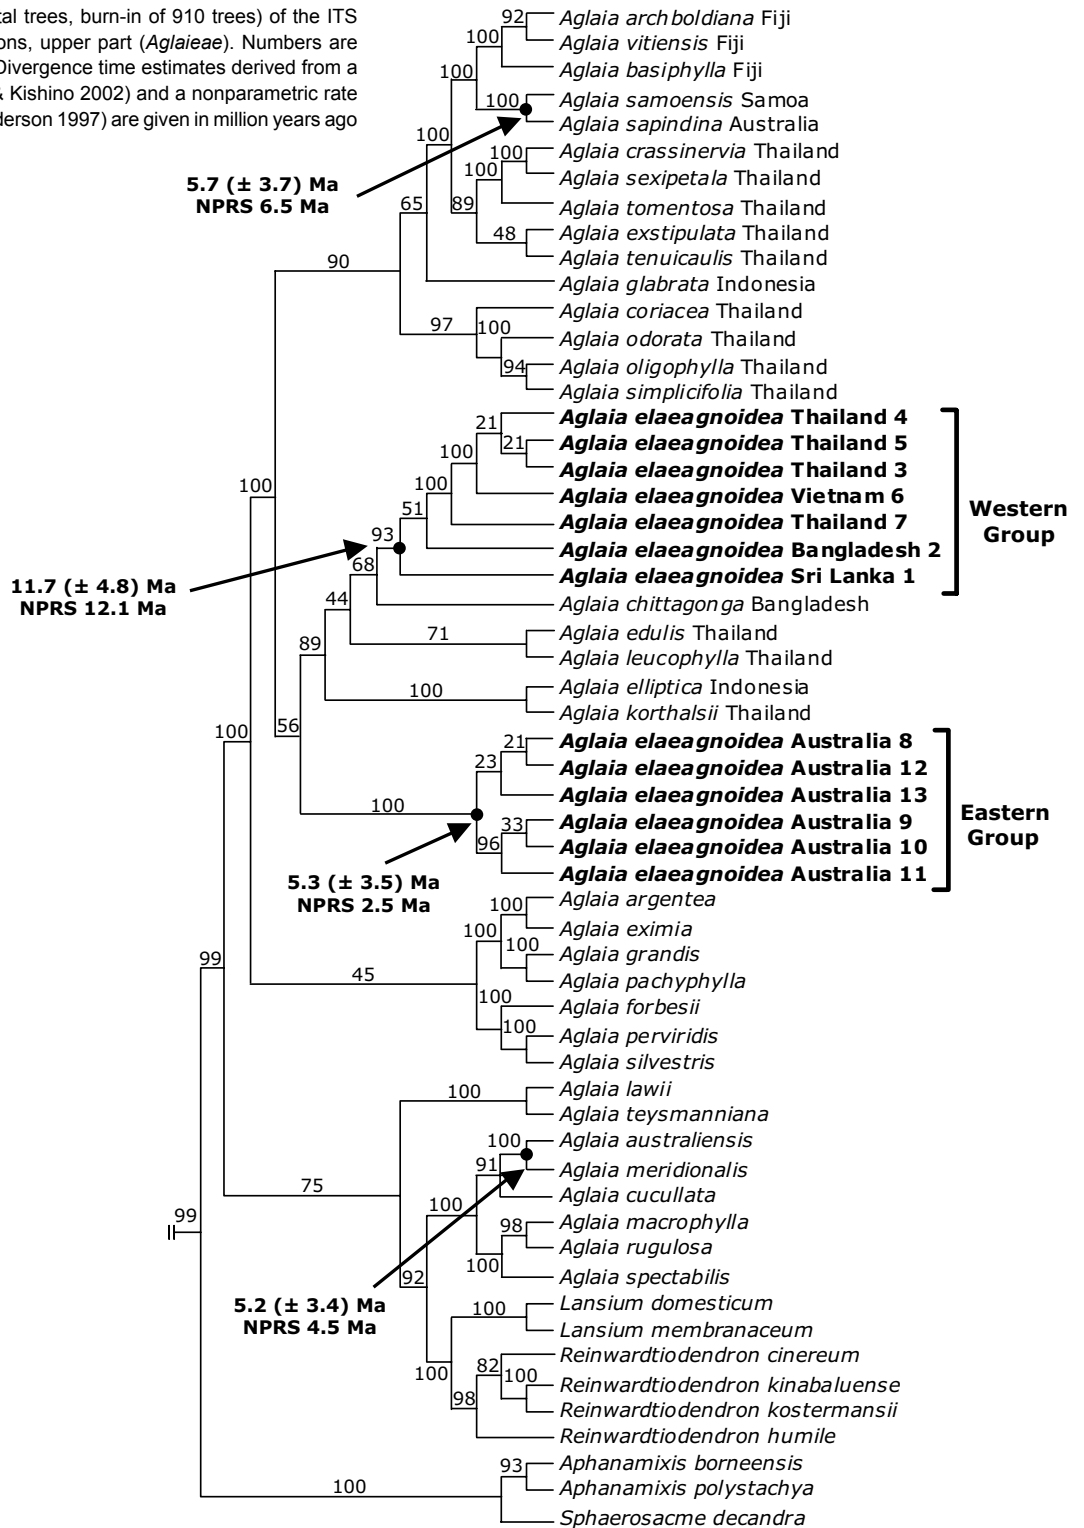 tal trees, burn-in of 910 trees) of the ITS
ons, upper part (Aglaieae). Numbers are
Divergence time estimates derived from a
& Kishino 2002) and a nonparametric rate
derson 1997) are given in million years ago
92
Aglaia archboldiana Fiji
100
Aglaia vitiensis Fiji
100
Aglaia basiphylla Fiji
100
Aglaia samoensis Samoa
Aglaia sapindina Australia
100
100
Aglaia crassinervia Thailand
5.7 (± 3.7) Ma
NPRS 6.5 Ma
100
Aglaia sexipetala Thailand
65
89
Aglaia tomentosa Thailand
48
Aglaia exstipulata Thailand
Aglaia tenuicaulis Thailand
90
Aglaia glabrata Indonesia
97
100
Aglaia coriacea Thailand
Aglaia odorata Thailand
94
Aglaia oligophylla Thailand
Aglaia simplicifolia Thailand
21
Aglaia elaeagnoidea Thailand 4
21
Aglaia elaeagnoidea Thailand 5
100
Aglaia elaeagnoidea Thailand 3
100
100
Aglaia elaeagnoidea Vietnam 6
51
Aglaia elaeagnoidea Thailand 7
Western
Group
93
Aglaia elaeagnoidea Bangladesh 2
68
Aglaia elaeagnoidea Sri Lanka 1
11.7 (± 4.8) Ma
NPRS 12.1 Ma
44
Aglaia chittagonga Bangladesh
89
71
Aglaia edulis Thailand
Aglaia leucophylla Thailand
100
Aglaia elliptica Indonesia
Aglaia korthalsii Thailand
100
56
21
Aglaia elaeagnoidea Australia 8
23
Aglaia elaeagnoidea Australia 12
100
Aglaia elaeagnoidea Australia 13
33
Aglaia elaeagnoidea Australia 9
96
Aglaia elaeagnoidea Australia 10
Aglaia elaeagnoidea Australia 11
Eastern
Group
5.3 (± 3.5) Ma
NPRS 2.5 Ma
100
Aglaia argentea
100
Aglaia eximia
100
Aglaia grandis
99
45
Aglaia pachyphylla
100
Aglaia forbesii
100
Aglaia perviridis
Aglaia silvestris
100
Aglaia lawii
Aglaia teysmanniana
100
Aglaia australiensis
91
Aglaia meridionalis
75
Aglaia cucullata
100
99
98
Aglaia macrophylla
Aglaia rugulosa
100
Aglaia spectabilis
92
5.2 (± 3.4) Ma
NPRS 4.5 Ma
100
Lansium domesticum
Lansium membranaceum
82
Reinwardtiodendron cinereum
100
100
Reinwardtiodendron kinabaluense
98
Reinwardtiodendron kostermansii
Reinwardtiodendron humile
93
Aphanamixis borneensis
100
Aphanamixis polystachya
Sphaerosacme decandra